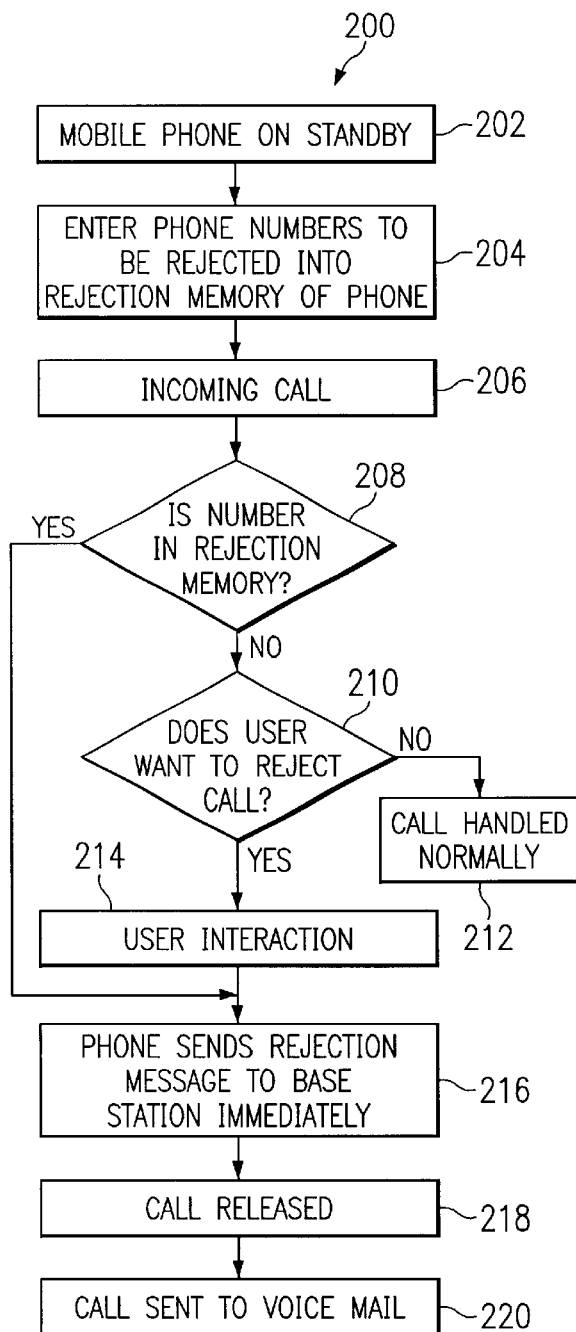 200
MOBILE PHONE ON STANDBY
202
ENTER PHONE NUMBERS TO
BE REJECTED INTO
REJECTION MEMORY OF PHONE
204
INCOMING CALL
206
208
YES
IS NUMBER
IN REJECTION
MEMORY?
NO
210
DOES USER
WANT TO REJECT
CALL?
NO
CALL HANDLED
NORMALLY
212
YES
214
USER INTERACTION
PHONE SENDS REJECTION
MESSAGE TO BASE
STATION IMMEDIATELY
216
CALL RELEASED
218
CALL SENT TO VOICE MAIL
220